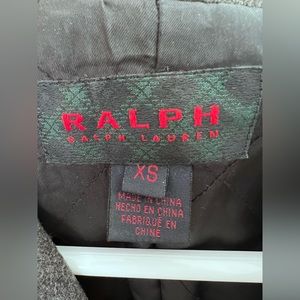 RALPH
RALPH LAUREN
XS
MADE IN CHINA
HECHO EN CHINA
FABRIQUÉ EN
CHINE